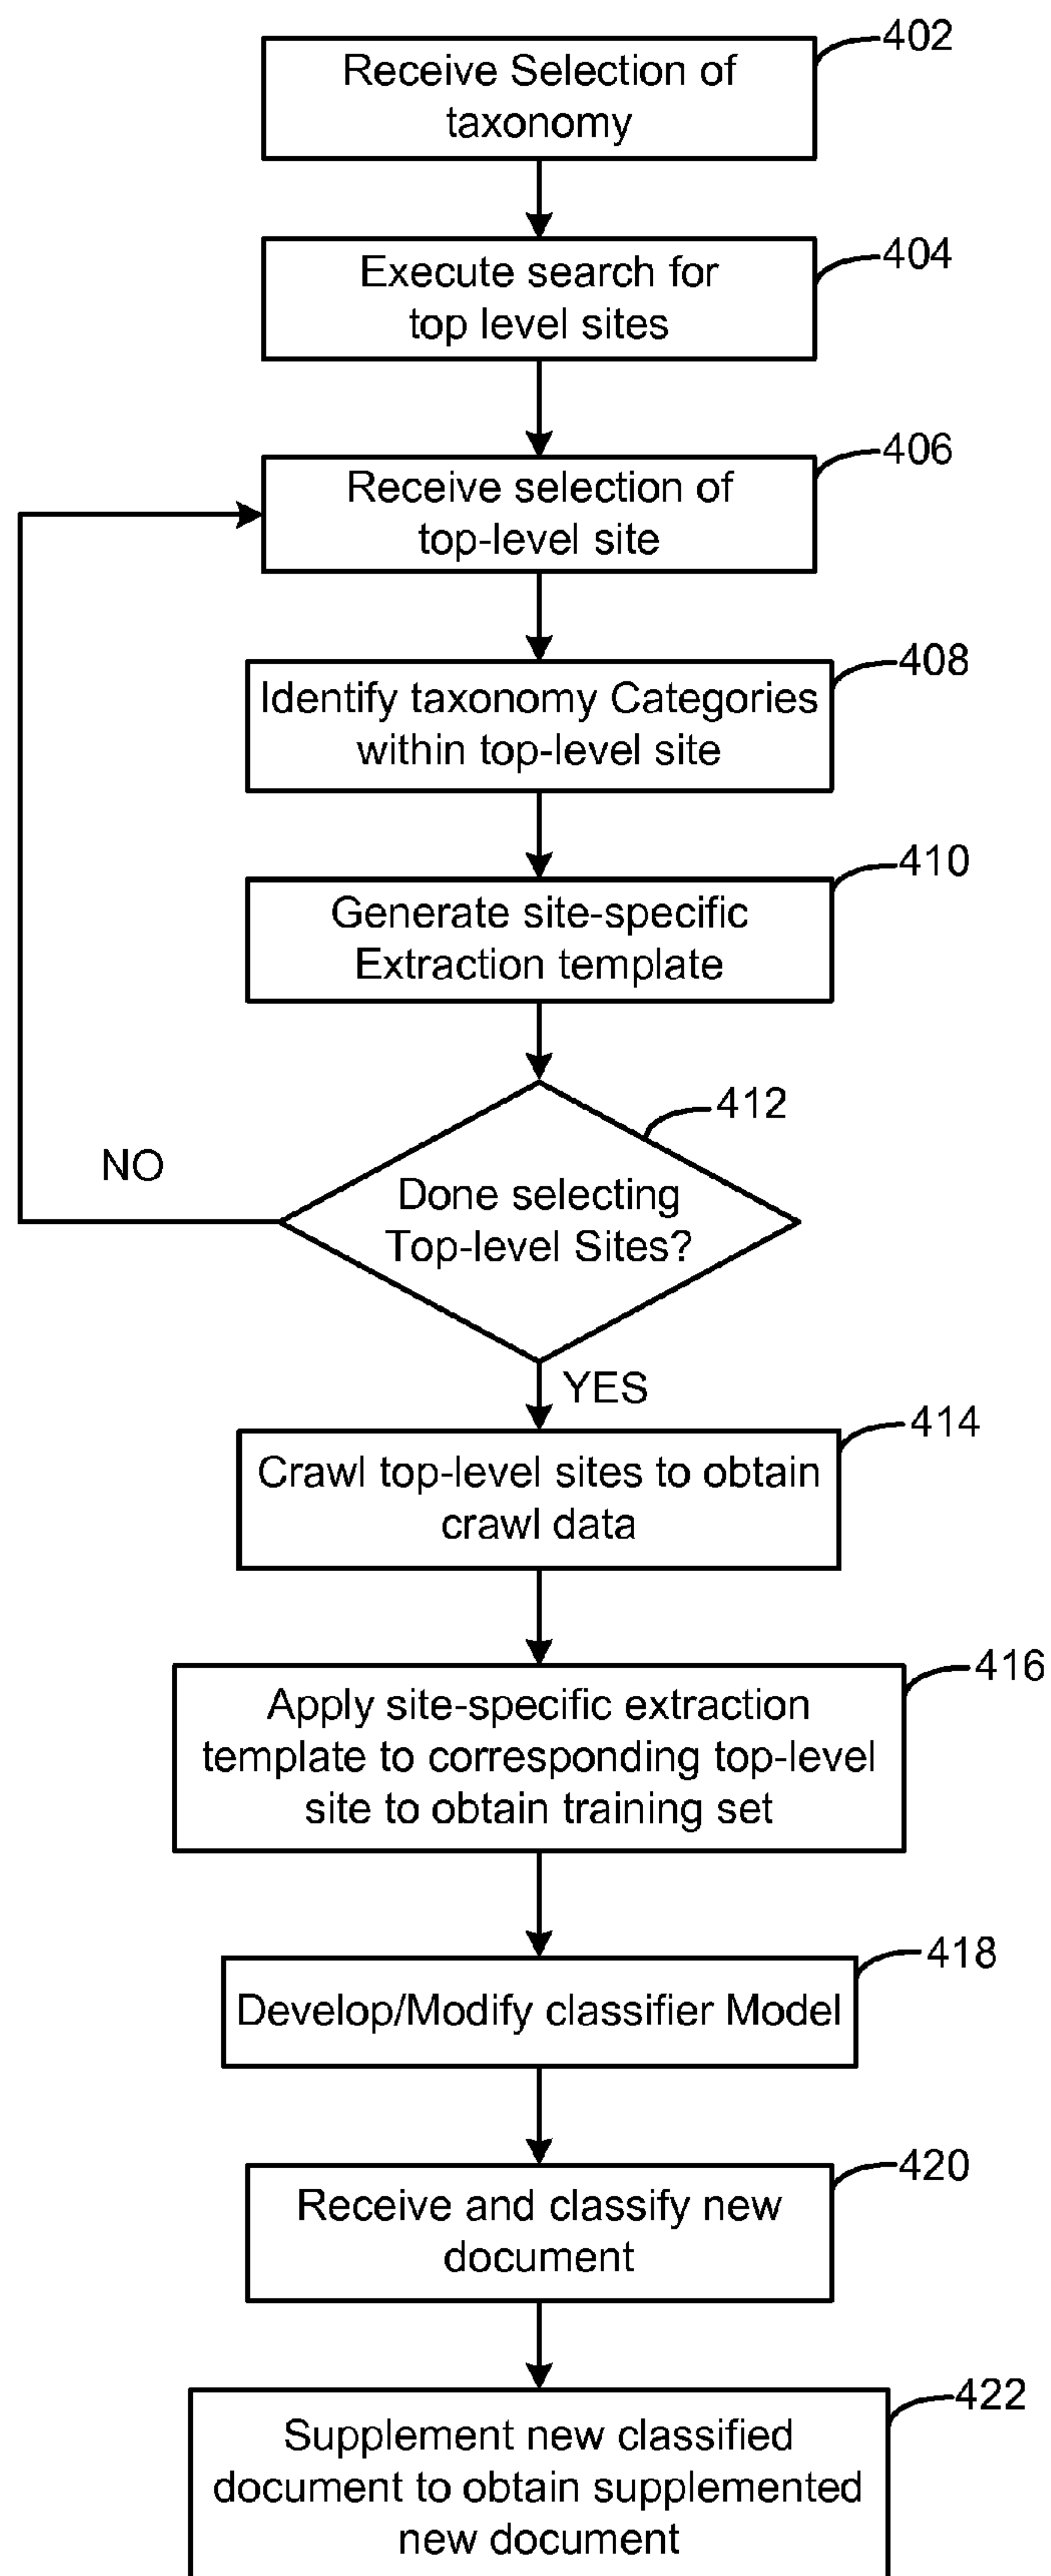 402
Receive Selection of
taxonomy
404
Execute search for
top level sites
406
Receive selection of
top-level site
408
Identify taxonomy Categories
within top-level site
410
Generate site-specific
Extraction template
412
Done selecting
Top-level Sites?
NO
YES
414
Crawl top-level sites to obtain
crawl data
416
Apply site-specific extraction
template to corresponding top-level
site to obtain training set
418
Develop/Modify classifier Model
420
Receive and classify new
document
422
Supplement new classified
document to obtain supplemented
new document